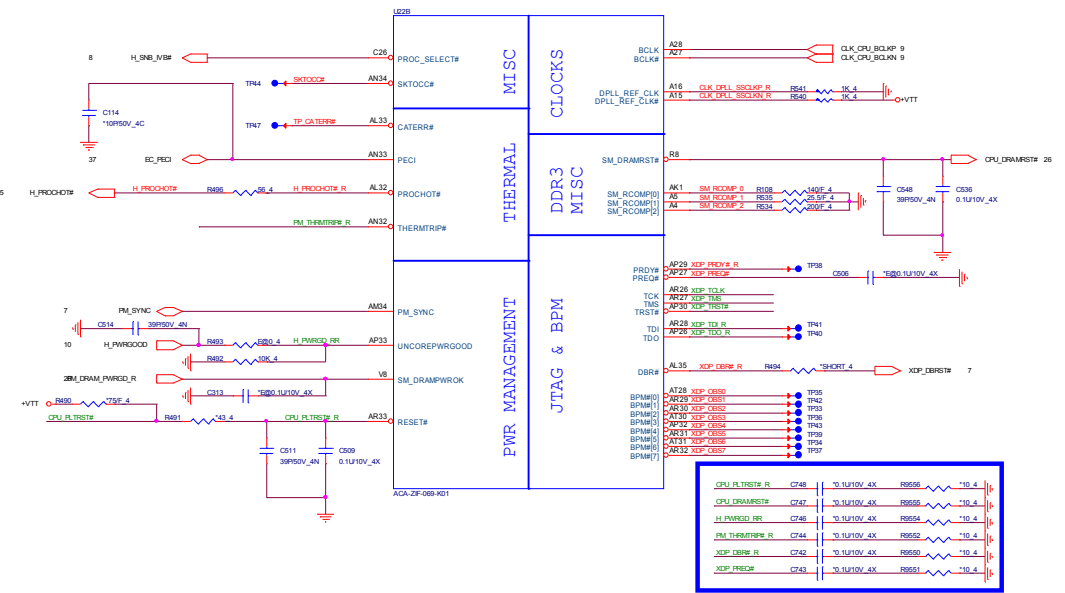 U22B
8 H_SNB_IVB# C26 PROC_SELECT#
TP44 SKTOCC# AN34 SKTOCC#
MISC
C114
*10P/50V_4C
TP47 TP_CATERR# AL33 CATERR#
37 EC_PECI AN33 PECI
5 H_PROCHOT# H_PROCHOT# R496 56_4 H_PROCHOT#_R AL32 PROCHOT#
PM_THRMTRIP#_R AN32 THERMTRIP#
THERMAL
7 PM_SYNC AM34 PM_SYNC
C514 39P/50V_4N
10 H_PWRGOOD R493 E@0_4 H_PWRGD_RR AP33 UNCOREPWRGOOD
R492 10K_4
PM_DRAM_PWRGD_R V8 SM_DRAMPWROK
C313 *E@0.1U/10V_4X
+VTT R490 *75/F_4
CPU_PLTRST# R491 *43_4 CPU_PLTRST#_R AR33 RESET#
C511 C509
39P/50V_4N 0.1U/10V_4X
PWR MANAGEMENT
ACA-ZIF-069-K01
CLOCKS
BCLK A28 CLK_CPU_BCLKP 9
BCLK# A27 CLK_CPU_BCLKN 9
DPLL_REF_CLK A16 CLK_DPLL_SSCLKP_R R541 1K_4
DPLL_REF_CLK# A15 CLK_DPLL_SSCLKN_R R540 1K_4 +VTT
DDR3
MISC
SM_DRAMRST# R8 CPU_DRAMRST# 26
SM_RCOMP[0] AK1 SM_RCOMP_0 R108 140/F_4
SM_RCOMP[1] A5 SM_RCOMP_1 R535 25.5/F_4
SM_RCOMP[2] A4 SM_RCOMP_2 R534 200/F_4
C548 C536
39P/50V_4N 0.1U/10V_4X
JTAG & BPM
PRDY# AP29 XDP_PRDY#_R TP38
PREQ# AP27 XDP_PREQ# C506 *E@0.1U/10V_4X
TCK AR26 XDP_TCLK
TMS AR27 XDP_TMS
TRST# AP30 XDP_TRST#
TDI AR28 XDP_TDI_R TP41
TDO AP26 XDP_TDO_R TP40
DBR# AL35 XDP_DBR#_R R494 *SHORT_4 XDP_DBRST# 7
BPM#[0] AT28 XDP_OBS0 TP35
BPM#[1] AR29 XDP_OBS1 TP42
BPM#[2] AR30 XDP_OBS2 TP33
BPM#[3] AT30 XDP_OBS3 TP36
BPM#[4] AP32 XDP_OBS4 TP43
BPM#[5] AR31 XDP_OBS5 TP39
BPM#[6] AT31 XDP_OBS6 TP34
BPM#[7] AR32 XDP_OBS7 TP37
CPU_PLTRST#_R C748 *0.1U/10V_4X R9556 *10_4
CPU_DRAMRST# C747 *0.1U/10V_4X R9555 *10_4
H_PWRGD_RR C746 *0.1U/10V_4X R9554 *10_4
PM_THRMTRIP#_R C744 *0.1U/10V_4X R9552 *10_4
XDP_DBR#_R C742 *0.1U/10V_4X R9550 *10_4
XDP_PREQ# C743 *0.1U/10V_4X R9551 *10_4